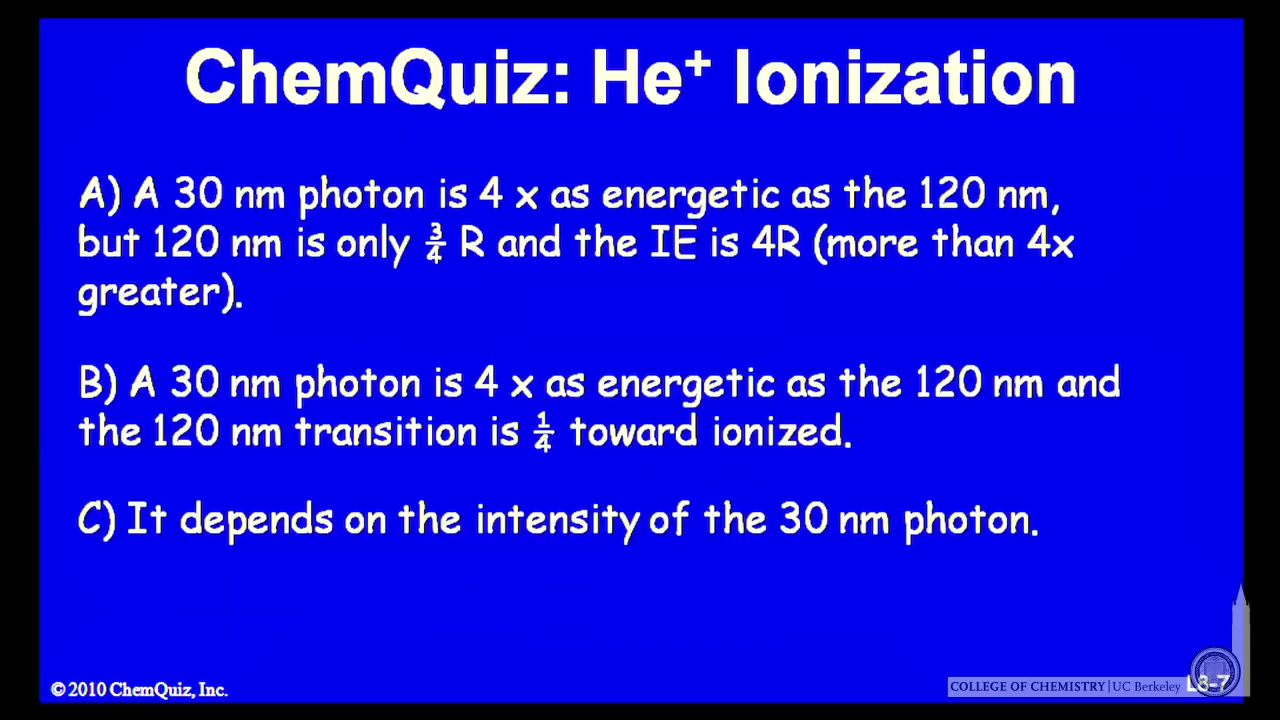 ChemQuiz: He⁺ Ionization
A) A 30 nm photon is 4 x as energetic as the 120 nm,
but 120 nm is only ¾ R and the IE is 4R (more than 4x
greater).
B) A 30 nm photon is 4 x as energetic as the 120 nm and
the 120 nm transition is ¼ toward ionized.
C) It depends on the intensity of the 30 nm photon.
© 2010 ChemQuiz, Inc.
COLLEGE OF CHEMISTRY | UC Berkeley
L3-7